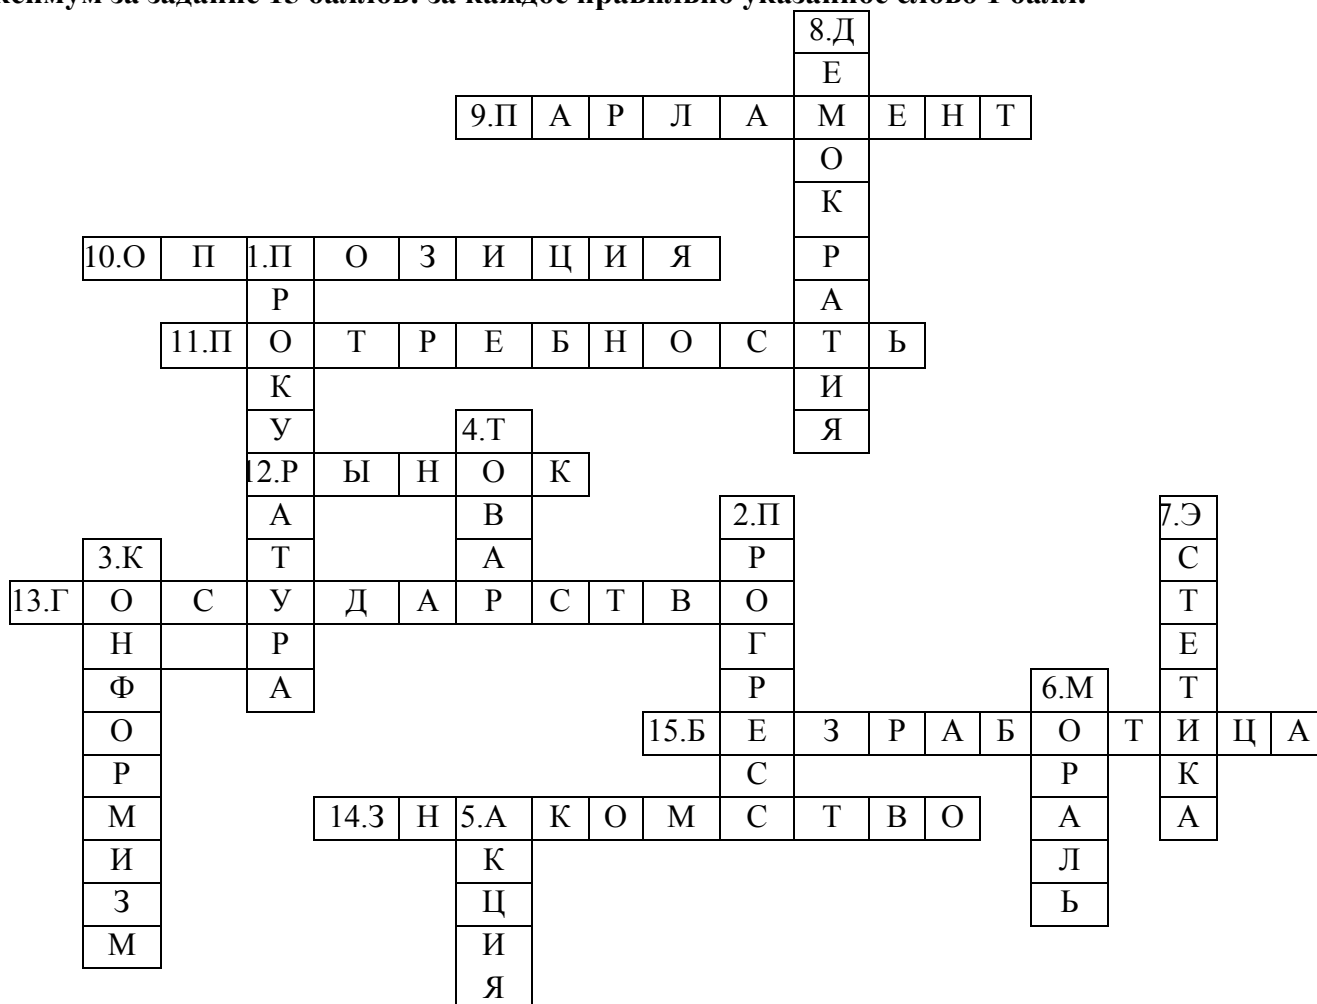 ксимум за задание 15 баллов: за каждое правильно указанное слово 1 балл.
8.Д
Е
9.П А Р Л А М Е Н Т
О
К
10.О П 1.П О З И Ц И Я Р
Р А
11.П О Т Р Е Б Н О С Т Ь
К И
У 4.Т Я
12.Р Ы Н О К
А В 2.П 7.Э
3.К Т А Р С
13.Г О С У Д А Р С Т В О Т
Н Р Г Е
Ф А Р 6.М Т
О 15.Б Е З Р А Б О Т И Ц А
Р С Р К
М 14.З Н 5.А К О М С Т В О А А
И К Л
З Ц Ь
М И
Я